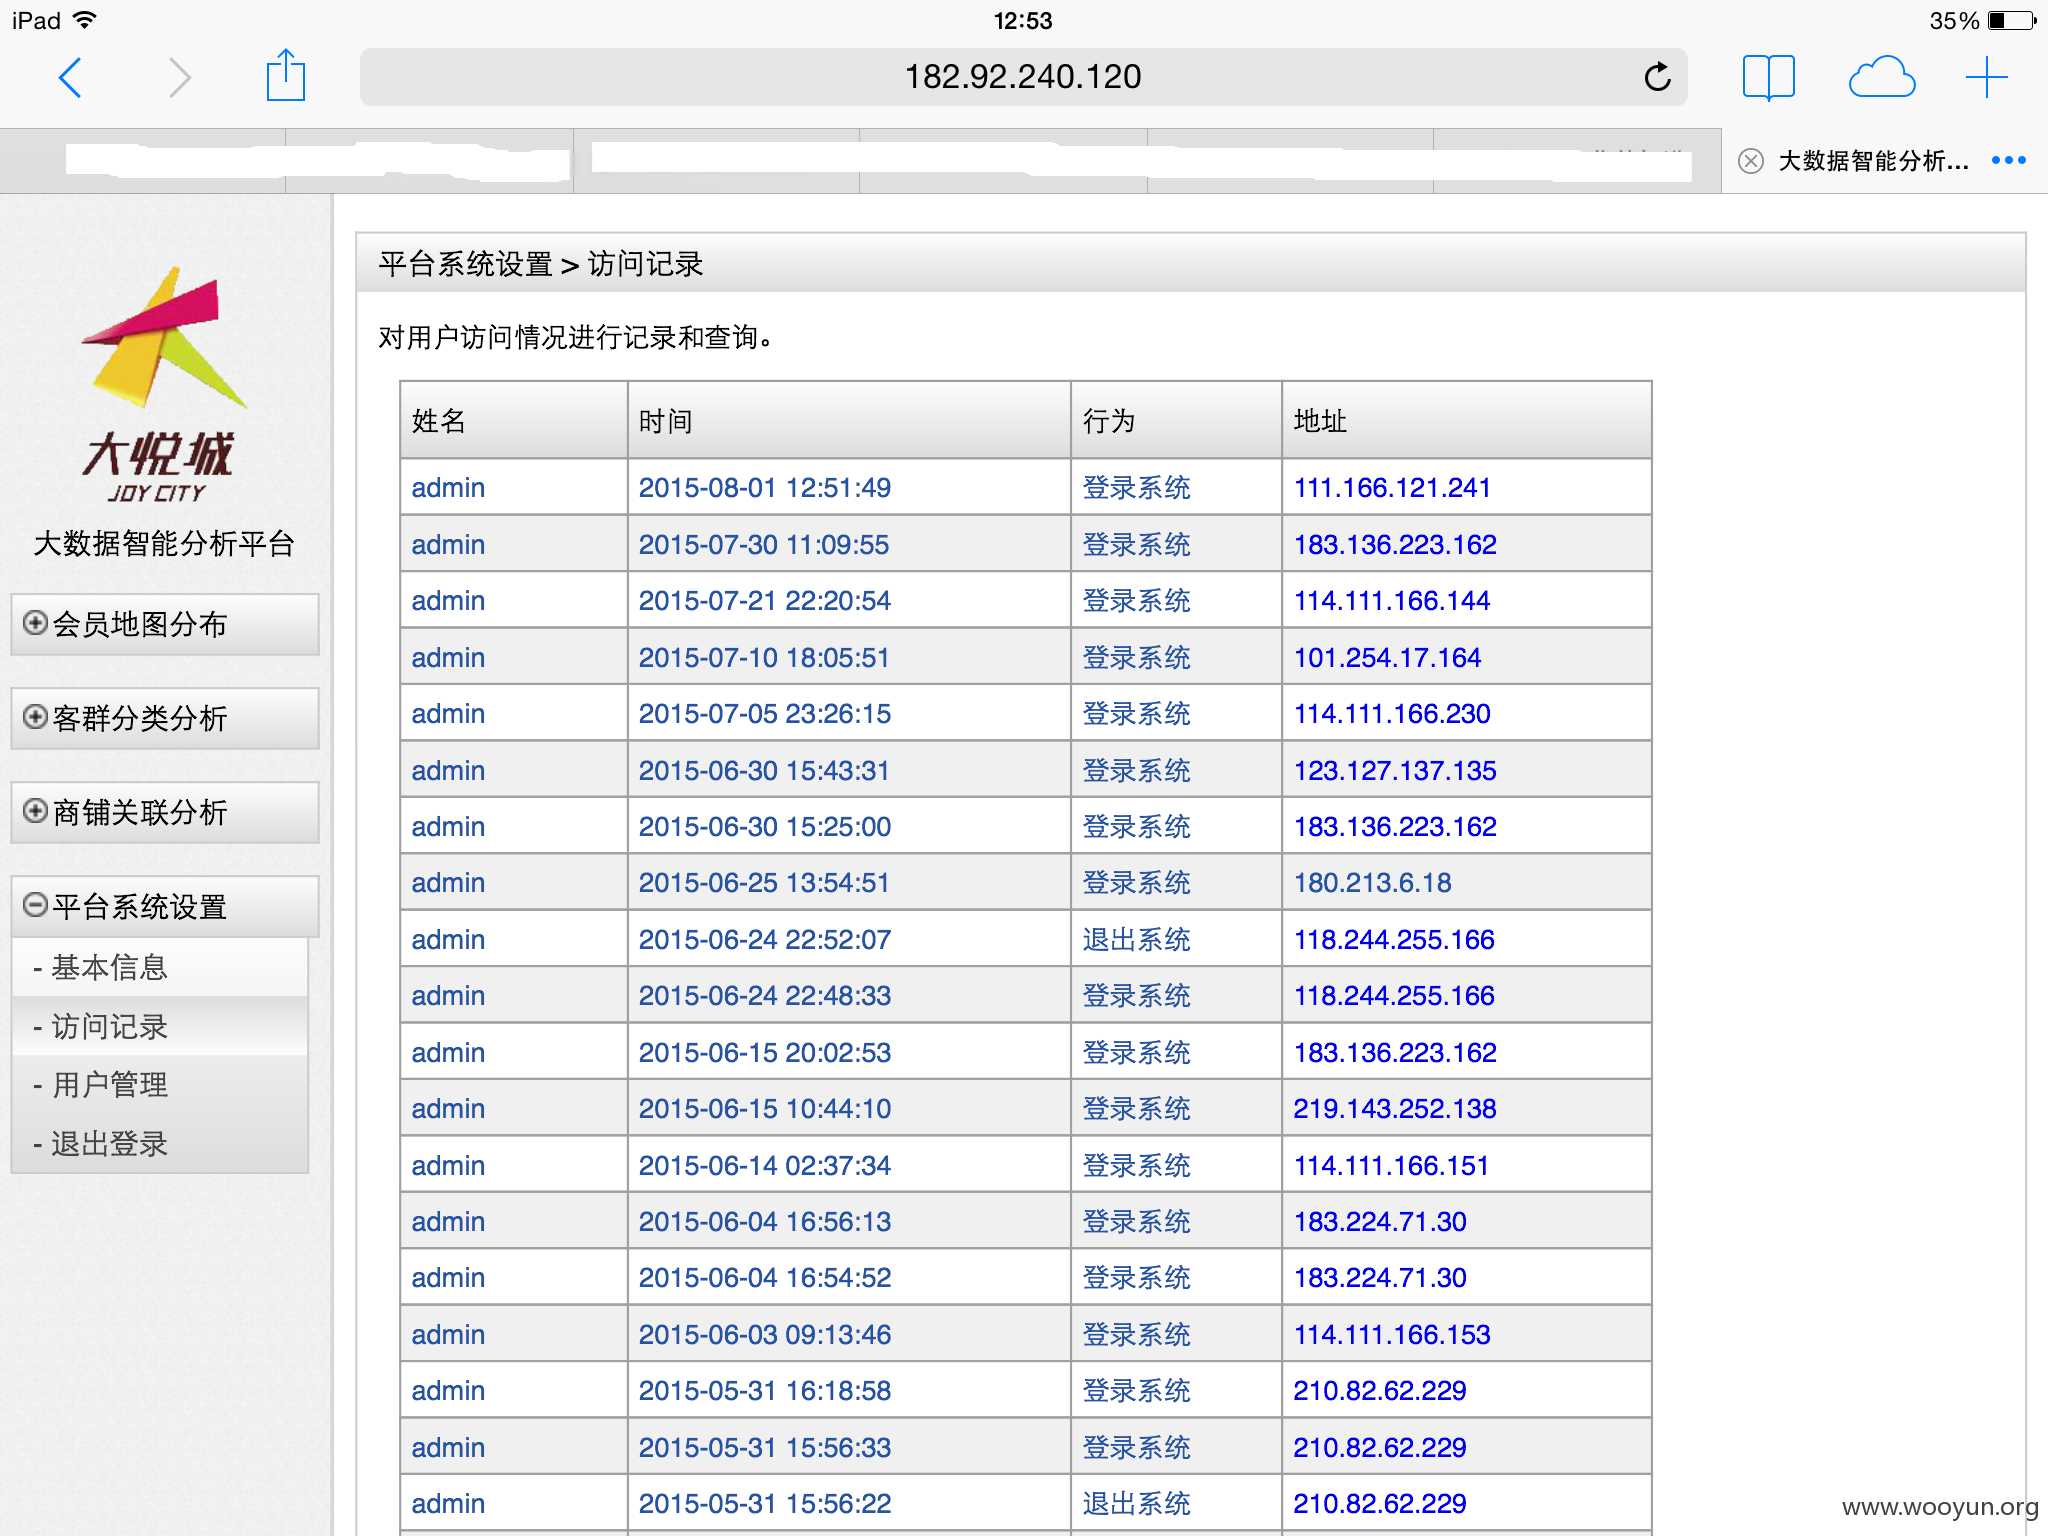 iPad 12:53 35%
182.92.240.120
大数据智能分析...
大悦城
JOY CITY
大数据智能分析平台
会员地图分布
客群分类分析
商铺关联分析
平台系统设置
- 基本信息
- 访问记录
- 用户管理
- 退出登录
平台系统设置 > 访问记录
对用户访问情况进行记录和查询。
姓名 时间 行为 地址
admin 2015-08-01 12:51:49 登录系统 111.166.121.241
admin 2015-07-30 11:09:55 登录系统 183.136.223.162
admin 2015-07-21 22:20:54 登录系统 114.111.166.144
admin 2015-07-10 18:05:51 登录系统 101.254.17.164
admin 2015-07-05 23:26:15 登录系统 114.111.166.230
admin 2015-06-30 15:43:31 登录系统 123.127.137.135
admin 2015-06-30 15:25:00 登录系统 183.136.223.162
admin 2015-06-25 13:54:51 登录系统 180.213.6.18
admin 2015-06-24 22:52:07 退出系统 118.244.255.166
admin 2015-06-24 22:48:33 登录系统 118.244.255.166
admin 2015-06-15 20:02:53 登录系统 183.136.223.162
admin 2015-06-15 10:44:10 登录系统 219.143.252.138
admin 2015-06-14 02:37:34 登录系统 114.111.166.151
admin 2015-06-04 16:56:13 登录系统 183.224.71.30
admin 2015-06-04 16:54:52 登录系统 183.224.71.30
admin 2015-06-03 09:13:46 登录系统 114.111.166.153
admin 2015-05-31 16:18:58 登录系统 210.82.62.229
admin 2015-05-31 15:56:33 登录系统 210.82.62.229
admin 2015-05-31 15:56:22 退出系统 210.82.62.229
www.wooyun.org